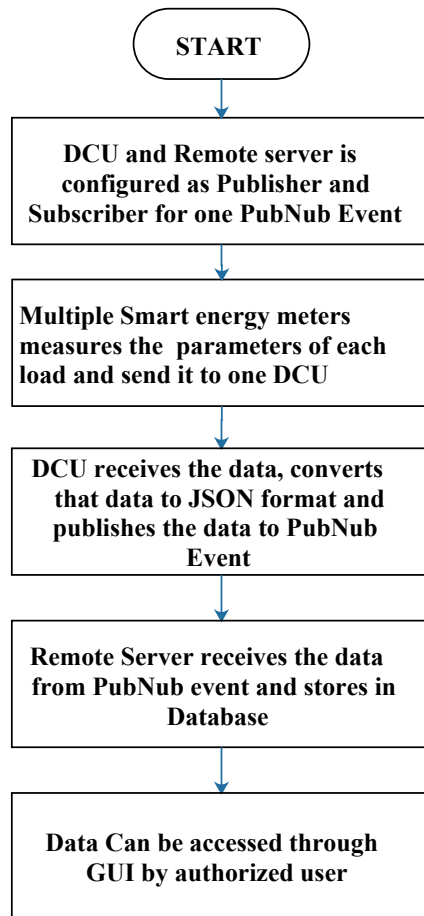 START
DCU and Remote server is
configured as Publisher and
Subscriber for one PubNub Event
Multiple Smart energy meters
measures the parameters of each
load and send it to one DCU
DCU receives the data, converts
that data to JSON format and
publishes the data to PubNub
Event
Remote Server receives the data
from PubNub event and stores in
Database
Data Can be accessed through
GUI by authorized user